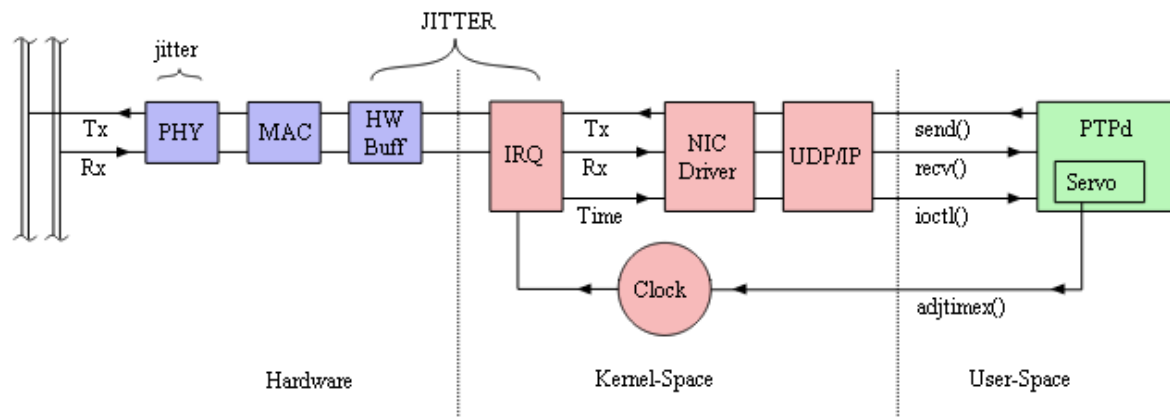 JITTER
jitter
PHY
MAC
HW
Buff
Tx
Rx
IRQ
Tx
Rx
Time
NIC
Driver
UDP/IP
send()
recv()
ioctl()
PTPd
Servo
Clock
adjtimex()
Hardware
Kernel-Space
User-Space